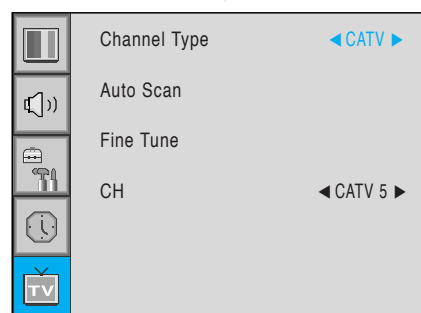 Channel Type ◀ CATV ▶
Auto Scan
Fine Tune
CH ◀ CATV 5 ▶
TV